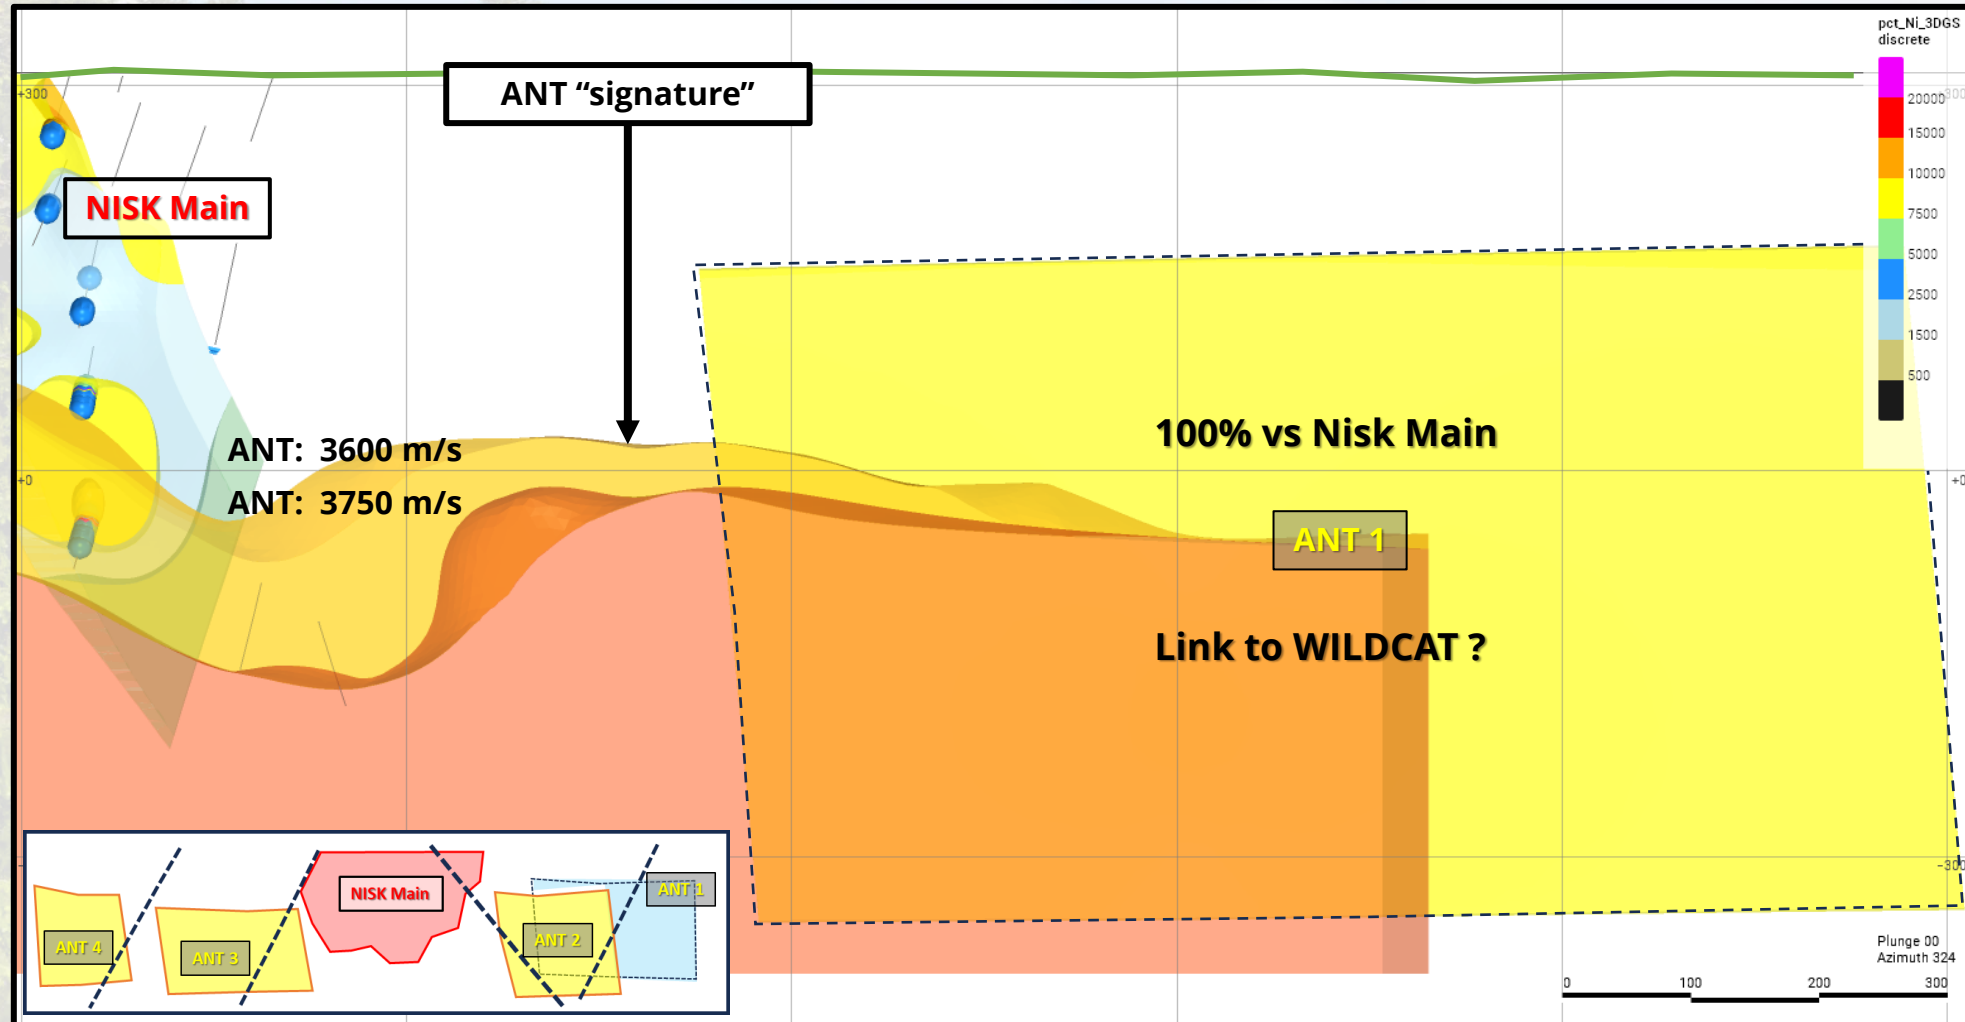 pct_Ni_3DGS
discrete
ANT “signature”
+300
300
20000
15000
10000
7500
5000
2500
1500
500
NISK Main
100% vs Nisk Main
ANT: 3600 m/s
+0
+0
ANT: 3750 m/s
ANT 1
Link to WILDCAT ?
-300
NISK Main
ANT 1
ANT 4
ANT 3
ANT 2
Plunge 00
Azimuth 324
0 100 200 300